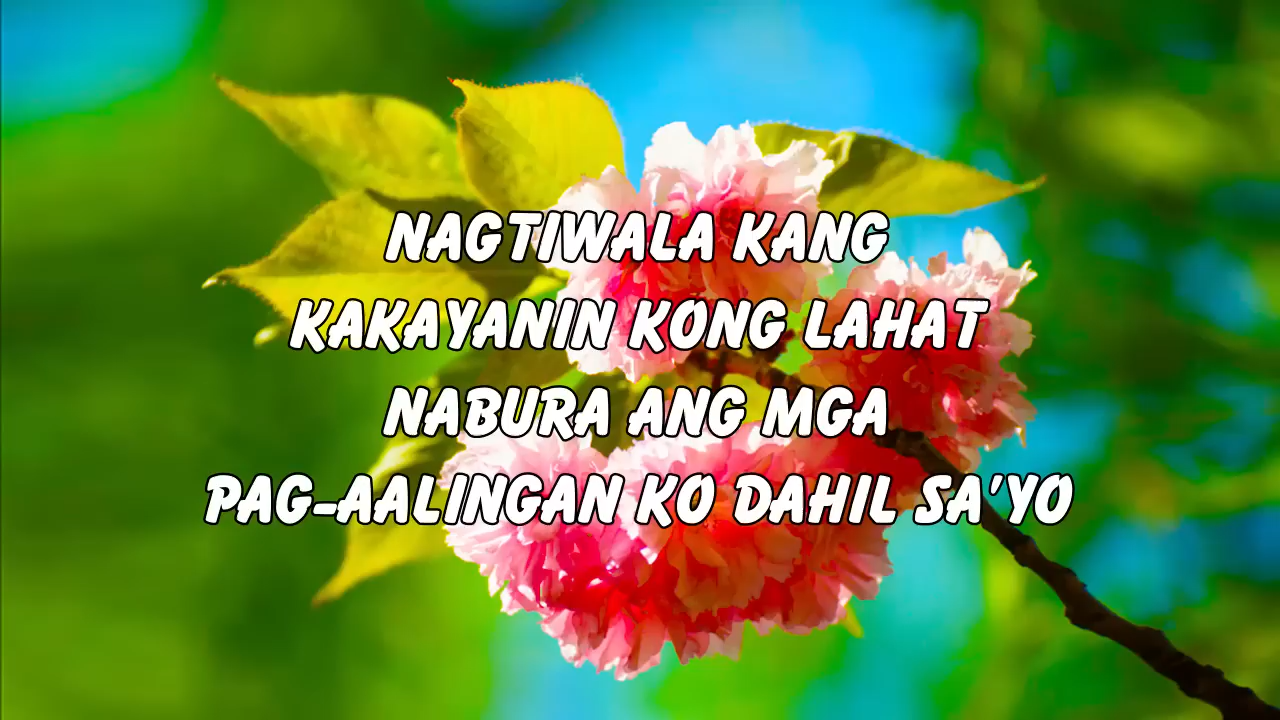 NAGTIWALA KANG
KAKAYANIN KONG LAHAT
NABURA ANG MGA
PAG-AALINGAN KO DAHIL SA'YO